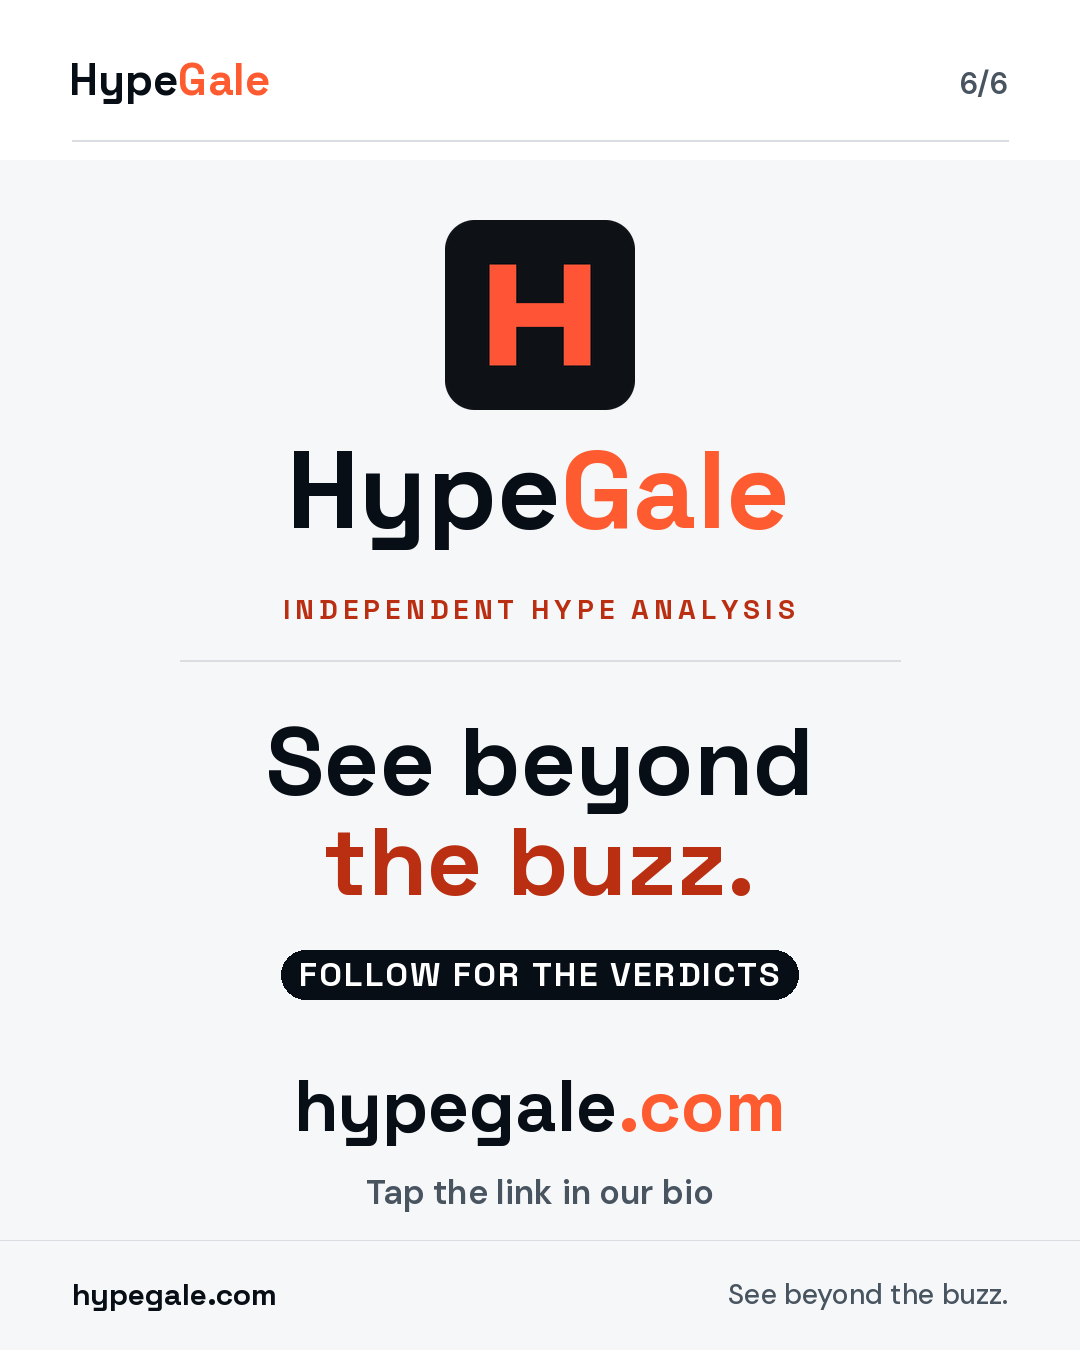 HypeGale
6/6
H
HypeGale
INDEPENDENT HYPE ANALYSIS
See beyond
the buzz.
FOLLOW FOR THE VERDICTS
hypegale.com
Tap the link in our bio
hypegale.com
See beyond the buzz.